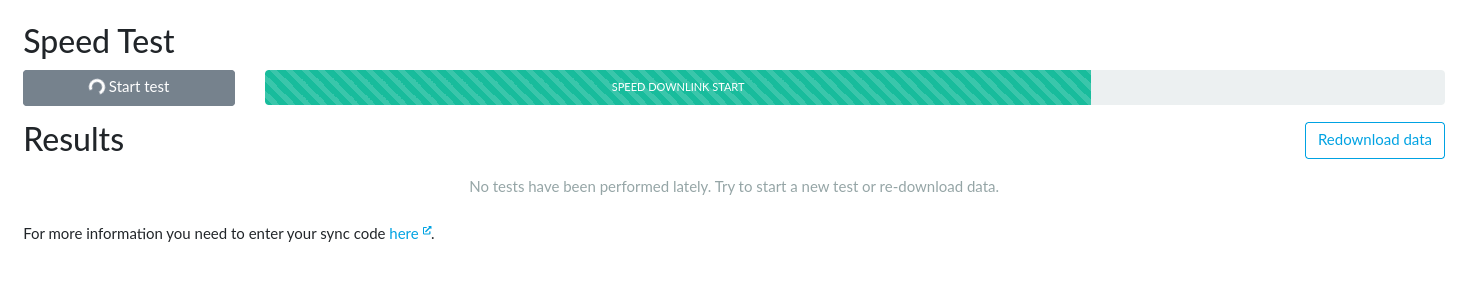 Speed Test
Start test
SPEED DOWNLINK START
Results
Redownload data
No tests have been performed lately. Try to start a new test or re-download data.
For more information you need to enter your sync code here.